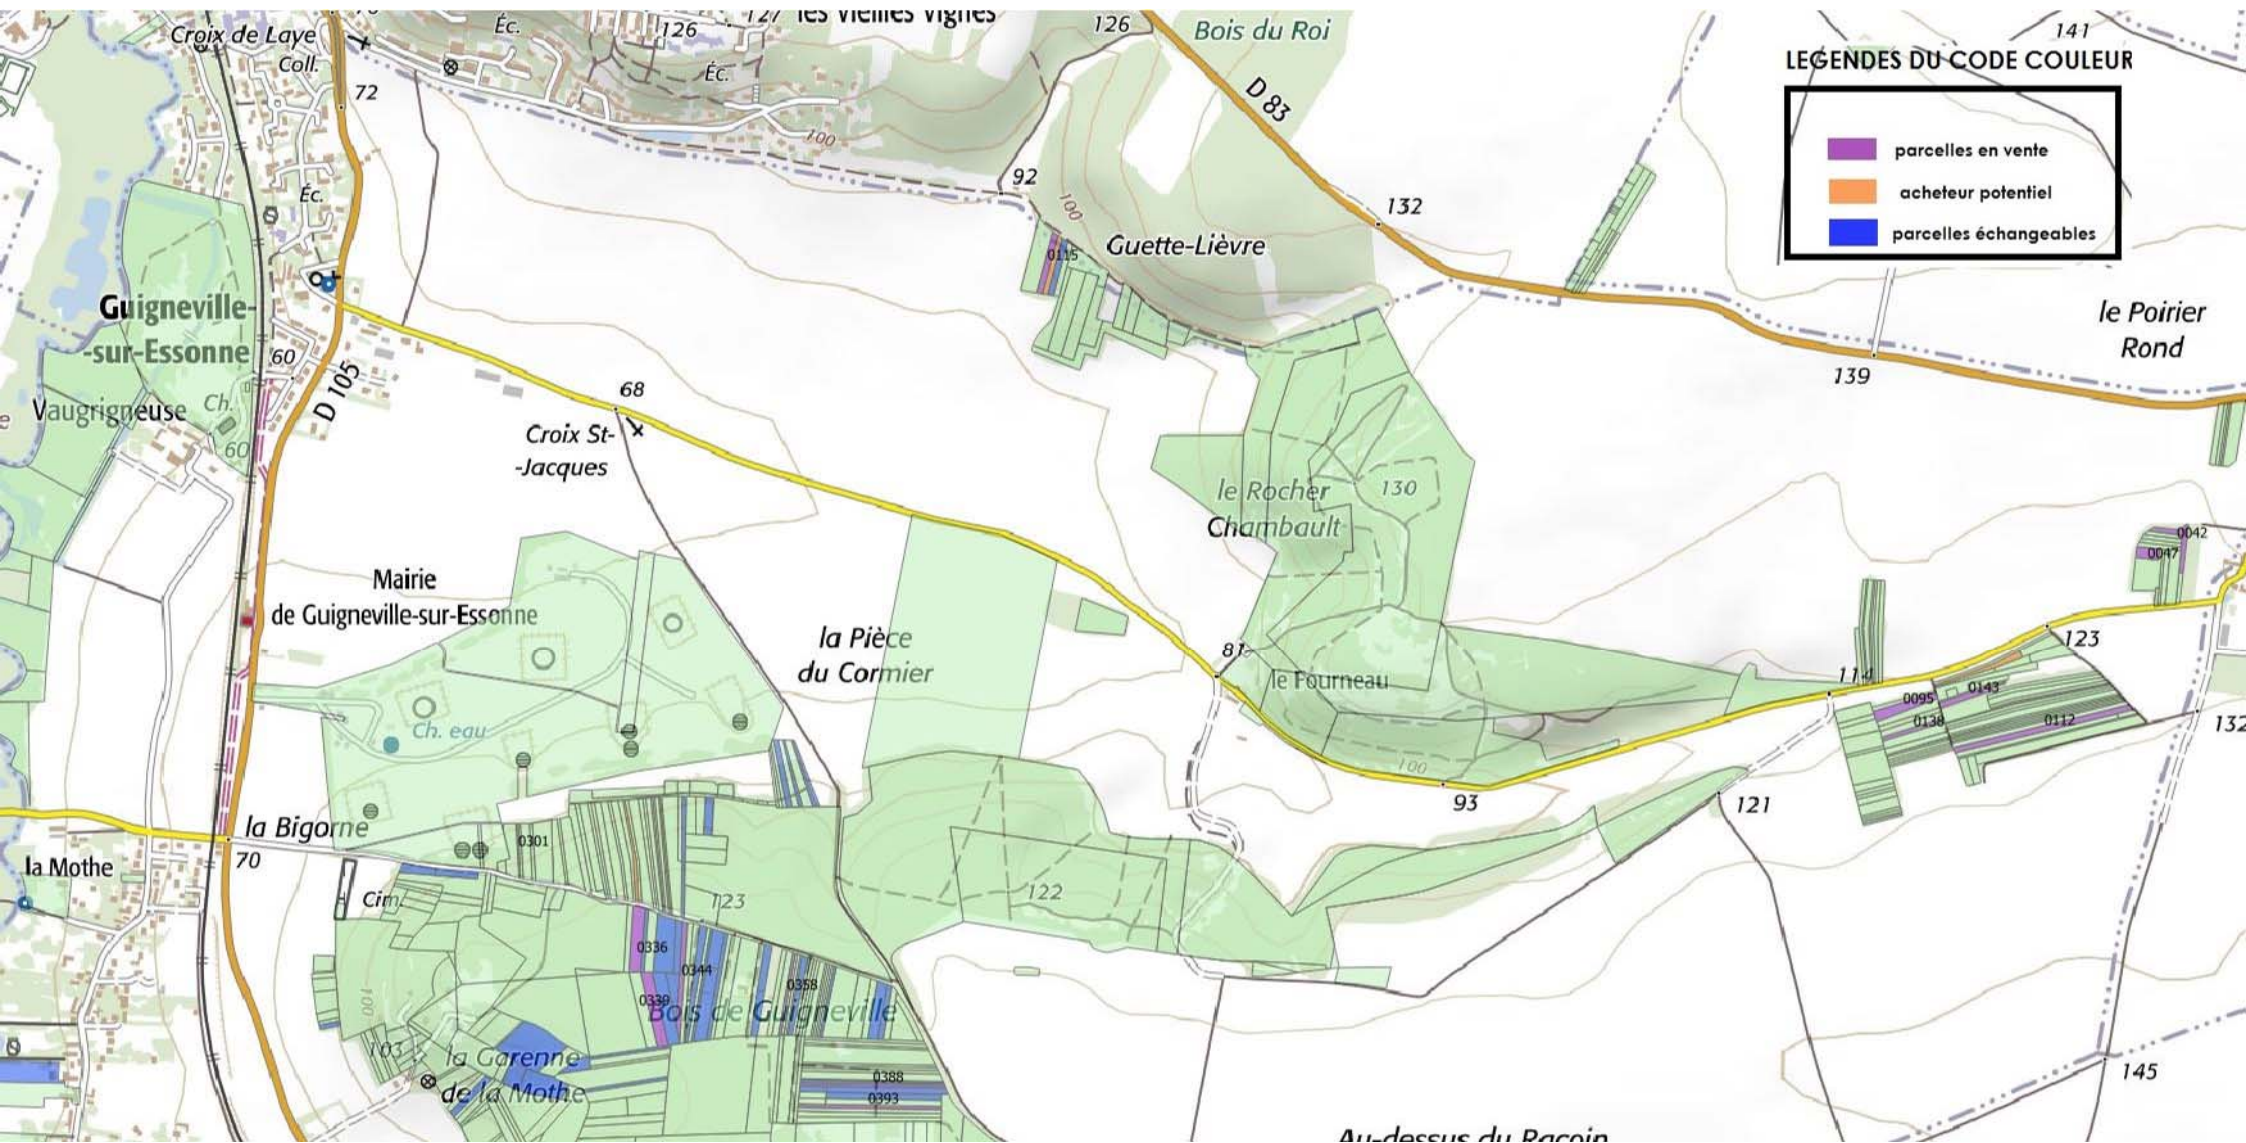 les Vieilles Vignes
127
126
126
Éc.
Croix de Laye
Coll.
72
Éc.
100
Éc.
92
100
Bois du Roi
D 83
132
Guette-Lièvre
0115
141
LEGENDES DU CODE COULEUR
parcelles en vente
acheteur potentiel
parcelles échangeables
le Poirier
Rond
139
Guigneville-
-sur-Essonne
60
D 105
Vaugrigneuse
Ch.
60
68
Croix St-
-Jacques
le Rocher
Chambault
130
0042
0047
Mairie
de Guigneville-sur-Essonne
la Pièce
du Cormier
81
le Fourneau
114
123
0095
0143
0138
0112
132
Ch. eau
100
93
121
la Bigorne
70
la Mothe
0301
Cim.
123
122
0336
0344
0339
0358
Bois de Guigneville
100
103
la Garenne
de la Mothe
0388
0393
145
Au-dessus du Racoin